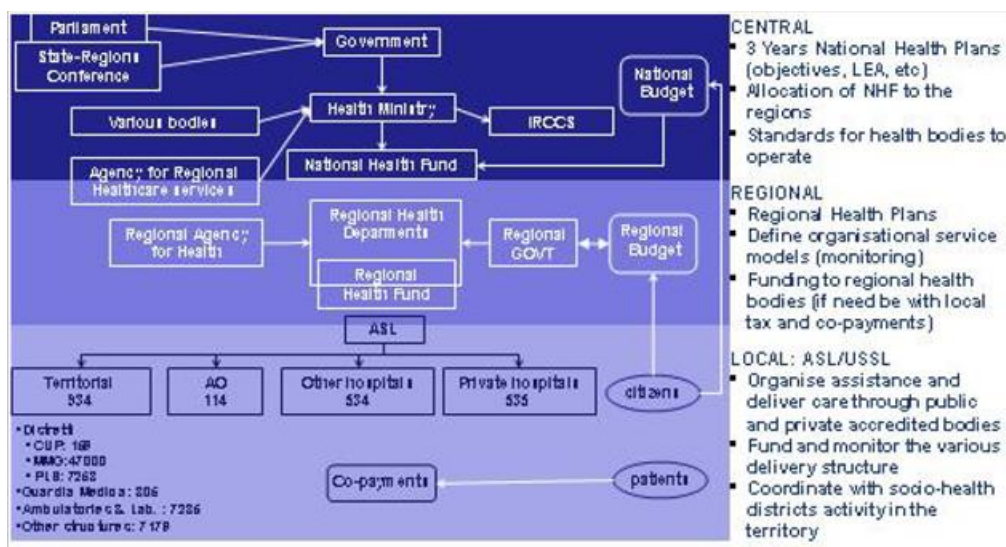 Parliament
State-Regions
Conference
Government
National
Budget
Various bodies
Health Ministry
IRCCS
Agency for Regional
Healthcare services
National Health Fund
Regional Agency
for Health
Regional Health
Deparments
Regional
Health Fund
Regional
GOVT
Regional
Budget
ASL
Territorial
934
AO
114
Other hospitals
534
Private hospitals
535
citizens
•Distretti
•CUP: 169
•MMG:47000
•PLS: 7263
•Guardia Medica:
•Ambulatories & Lab. :
•Other structures:
Co-payments
patients
CENTRAL
▪ 3 Years National Health Plans
(objectives, LEA, etc)
▪ Allocation of NHF to the
regions
▪ Standards for health bodies to
operate
REGIONAL
▪ Regional Health Plans
▪ Define organisational service
models (monitoring)
▪ Funding to regional health
bodies (if need be with local
tax and co-payments)
LOCAL: ASL/USSL
▪ Organise assistance and
deliver care through public
and private accredited bodies
▪ Fund and monitor the various
delivery structure
▪ Coordinate with socio-health
districts activity in the
territory